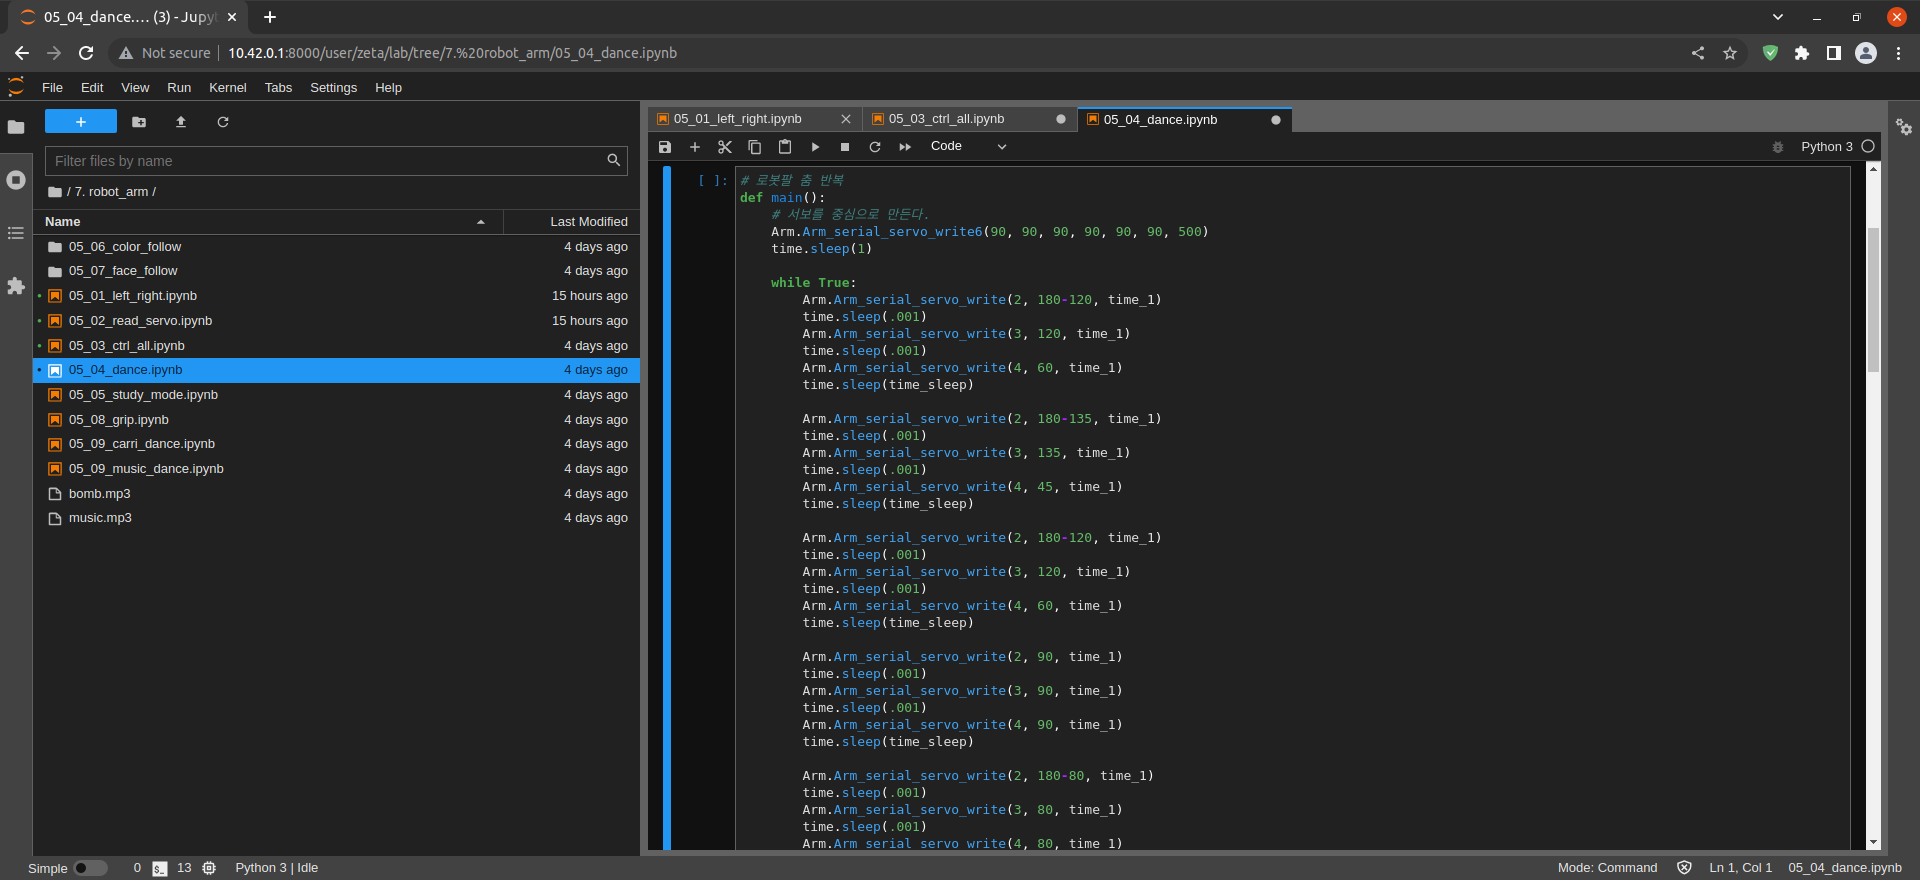 05_04_dance.... (3) - Jupyt
Not secure
10.42.0.1:8000/user/zeta/lab/tree/7.%20robot_arm/05_04_dance.ipynb
File Edit View Run Kernel Tabs Settings Help
Filter files by name
/ 7. robot_arm /
Name Last Modified
05_06_color_follow 4 days ago
05_07_face_follow 4 days ago
05_01_left_right.ipynb 15 hours ago
05_02_read_servo.ipynb 15 hours ago
05_03_ctrl_all.ipynb 4 days ago
05_04_dance.ipynb 4 days ago
05_05_study_mode.ipynb 4 days ago
05_08_grip.ipynb 4 days ago
05_09_carri_dance.ipynb 4 days ago
05_09_music_dance.ipynb 4 days ago
bomb.mp3 4 days ago
music.mp3 4 days ago
05_01_left_right.ipynb 05_03_ctrl_all.ipynb 05_04_dance.ipynb
Code Python 3
[ ]: # 로봇팔 춤 반복
def main():
    # 서보를 중심으로 만든다.
    Arm.Arm_serial_servo_write6(90, 90, 90, 90, 90, 90, 500)
    time.sleep(1)
    while True:
        Arm.Arm_serial_servo_write(2, 180-120, time_1)
        time.sleep(.001)
        Arm.Arm_serial_servo_write(3, 120, time_1)
        time.sleep(.001)
        Arm.Arm_serial_servo_write(4, 60, time_1)
        time.sleep(time_sleep)
        Arm.Arm_serial_servo_write(2, 180-135, time_1)
        time.sleep(.001)
        Arm.Arm_serial_servo_write(3, 135, time_1)
        time.sleep(.001)
        Arm.Arm_serial_servo_write(4, 45, time_1)
        time.sleep(time_sleep)
        Arm.Arm_serial_servo_write(2, 180-120, time_1)
        time.sleep(.001)
        Arm.Arm_serial_servo_write(3, 120, time_1)
        time.sleep(.001)
        Arm.Arm_serial_servo_write(4, 60, time_1)
        time.sleep(time_sleep)
        Arm.Arm_serial_servo_write(2, 90, time_1)
        time.sleep(.001)
        Arm.Arm_serial_servo_write(3, 90, time_1)
        time.sleep(.001)
        Arm.Arm_serial_servo_write(4, 90, time_1)
        time.sleep(time_sleep)
        Arm.Arm_serial_servo_write(2, 180-80, time_1)
        time.sleep(.001)
        Arm.Arm_serial_servo_write(3, 80, time_1)
        time.sleep(.001)
        Arm.Arm_serial_servo_write(4, 80, time_1)
Simple 0 $_ 13 Python 3 | Idle Mode: Command Ln 1, Col 1 05_04_dance.ipynb